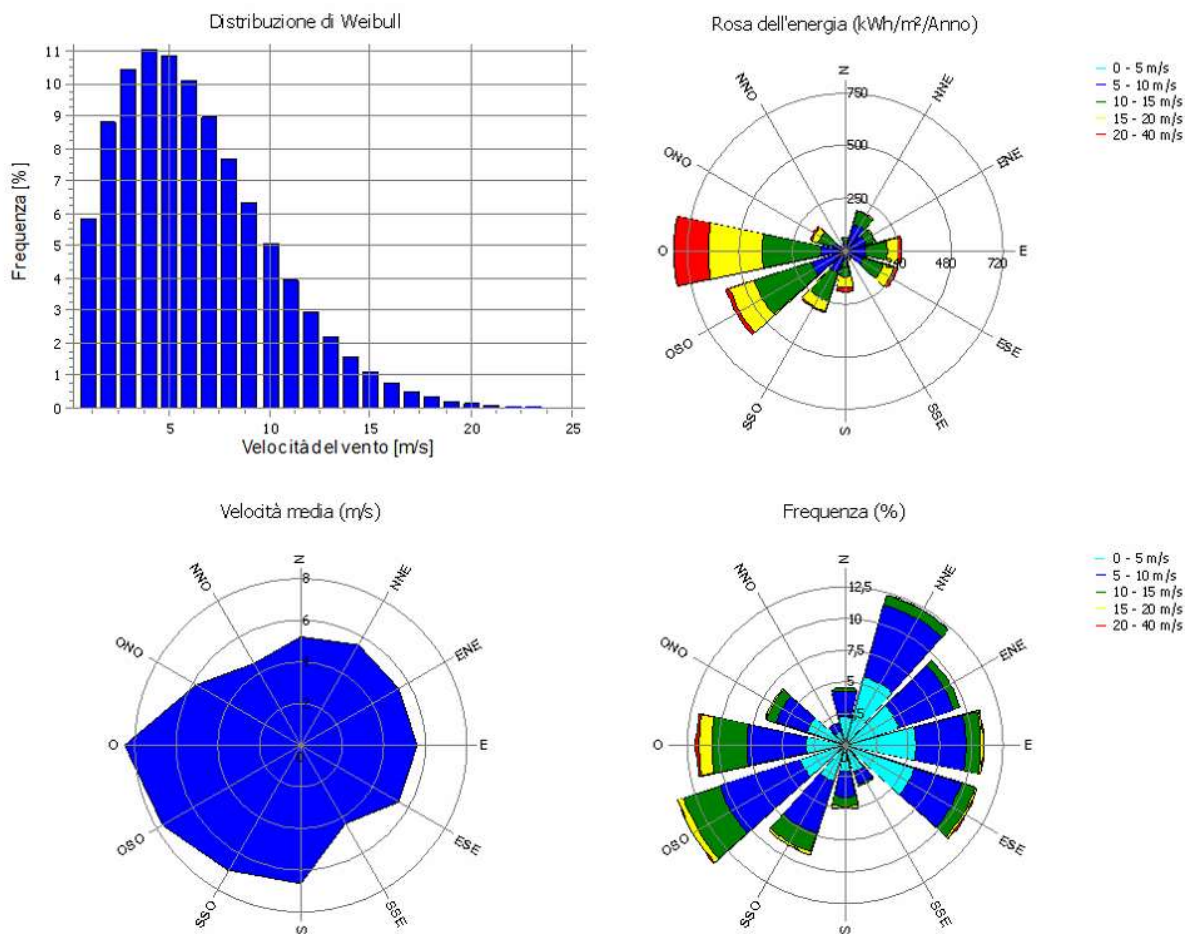 Distribuzione di Weibull
11
10
9
8
7
6
5
4
3
2
1
0
Frequenza [%]
5
10
15
20
25
Velocità del vento [m/s]
Rosa dell'energia (kWh/m²/Anno)
N
NNE
ENE
E
ESE
SSE
S
SSO
OSO
O
ONO
NNO
750
500
250
480
720
0 - 5 m/s
5 - 10 m/s
10 - 15 m/s
15 - 20 m/s
20 - 40 m/s
Velocità media (m/s)
N
NNE
ENE
E
ESE
SSE
S
SSO
OSO
O
ONO
NNO
8
6
0
Frequenza (%)
N
NNE
ENE
E
ESE
SSE
S
SSO
OSO
O
ONO
NNO
12,5
10
7,5
5
0 - 5 m/s
5 - 10 m/s
10 - 15 m/s
15 - 20 m/s
20 - 40 m/s